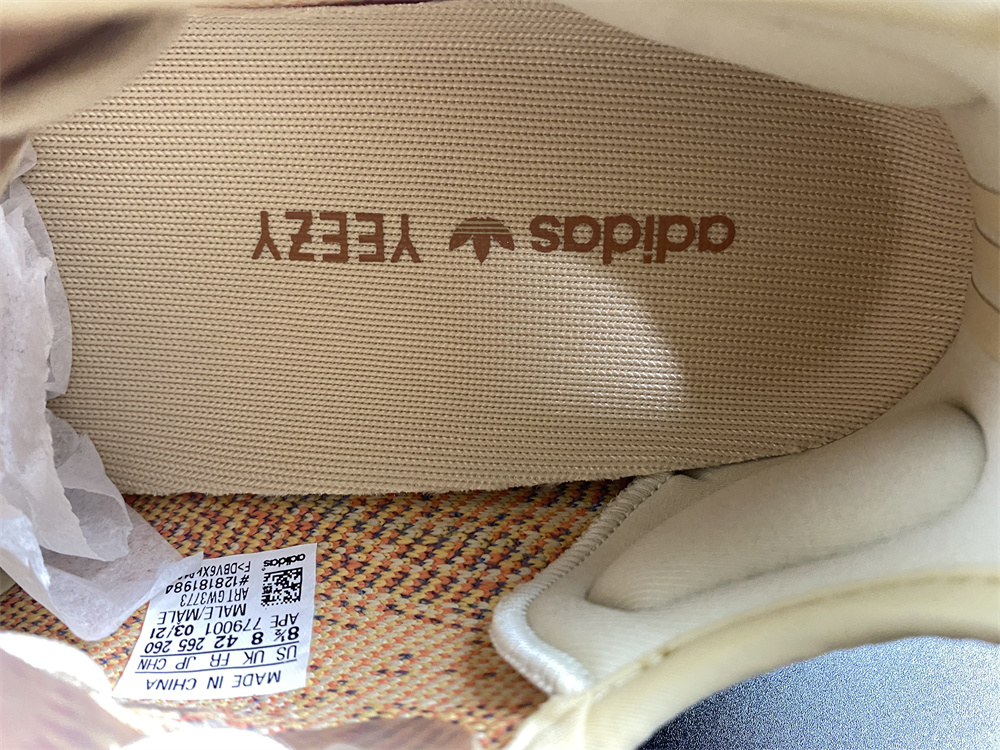 adidas YEEZY
MADE IN CHINA
US UK FR JP CHN
8½ 8 42 265 260
APE 779001 03/21
MALE/MALE
ART GW3773
#128181984
adidas